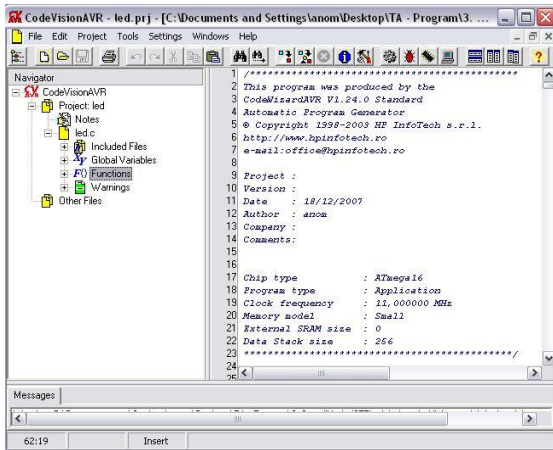 CodeVisionAVR - led.prj - [C:\Documents and Settings\anom\Desktop\TA - Program\3. ...
File Edit Project Tools Settings Windows Help
Navigator
CodeVisionAVR
Project: led
Notes
led.c
Included Files
Global Variables
F() Functions
Warnings
Other Files
1 /***********************************************
2 This program was produced by the
3 CodeWizardAVR V1.24.0 Standard
4 Automatic Program Generator
5 © Copyright 1998-2003 HP InfoTech s.r.l.
6 http://www.hpinfotech.ro
7 e-mail:office@hpinfotech.ro
8
9 Project :
10 Version :
11 Date    : 18/12/2007
12 Author  : anom
13 Company :
14 Comments:
15
16
17 Chip type           : ATmega16
18 Program type        : Application
19 Clock frequency     : 11,000000 MHz
20 Memory model        : Small
21 External SRAM size  : 0
22 Data Stack size     : 256
23 ***********************************************/
24
25
Messages
62:19 Insert